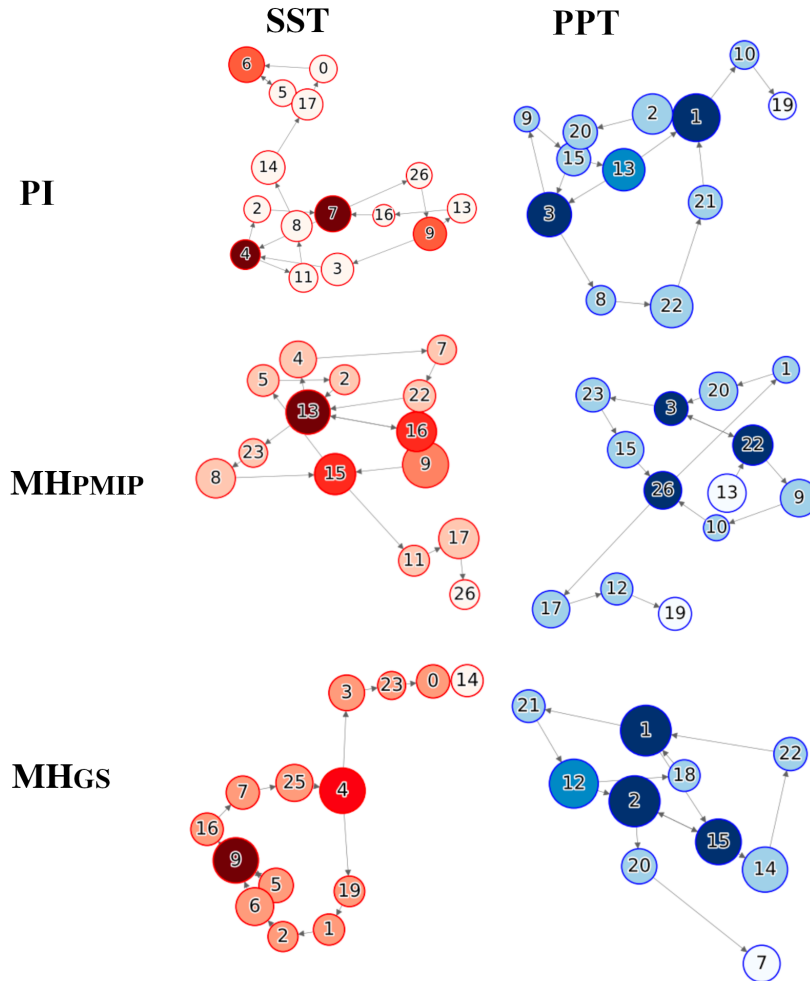 SST PPT
PI
6 0 5 17 14 2 7 26 16 13 8 9 4 11 3
10 19 9 20 2 1 15 13 3 21 8 22
MHPMIP
4 7 5 2 22 13 16 23 8 15 9 11 17 26
1 23 20 3 15 22 26 13 9 10 17 12 19
MHGS
3 23 0 14 7 25 4 16 9 5 19 6 2 1
21 1 22 12 18 2 15 20 14 7